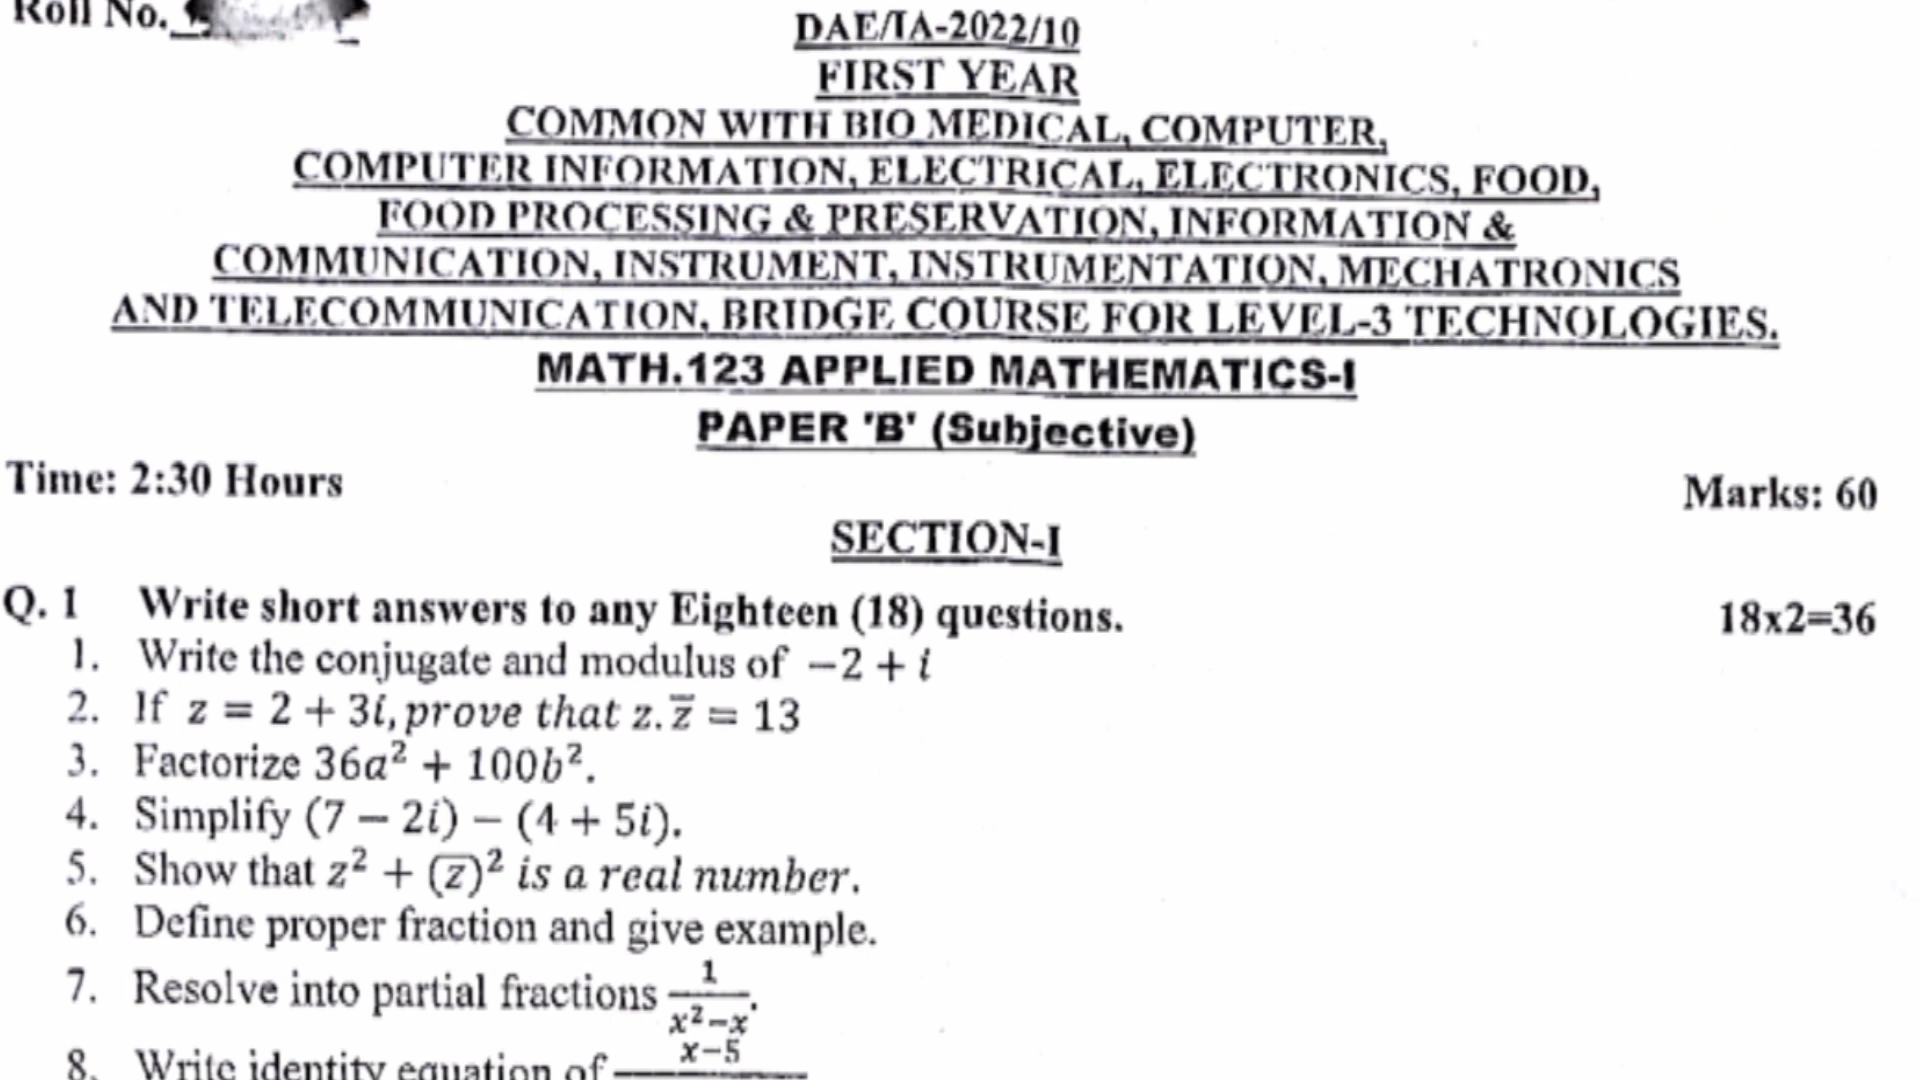 Roll No.
DAE/IA-2022/10
FIRST YEAR
COMMON WITH BIO MEDICAL, COMPUTER,
COMPUTER INFORMATION, ELECTRICAL, ELECTRONICS, FOOD,
FOOD PROCESSING & PRESERVATION, INFORMATION &
COMMUNICATION, INSTRUMENT, INSTRUMENTATION, MECHATRONICS
AND TELECOMMUNICATION, BRIDGE COURSE FOR LEVEL-3 TECHNOLOGIES.
MATH.123 APPLIED MATHEMATICS-I
PAPER 'B' (Subjective)
Time: 2:30 Hours Marks: 60
SECTION-I
Q. 1 Write short answers to any Eighteen (18) questions. 18x2=36
1. Write the conjugate and modulus of −2 + i
2. If z = 2 + 3i, prove that z. z̅ = 13
3. Factorize 36a² + 100b².
4. Simplify (7 − 2i) − (4 + 5i).
5. Show that z² + (z̅)² is a real number.
6. Define proper fraction and give example.
7. Resolve into partial fractions 1/(x²−x).
8. Write identity equation of x−5